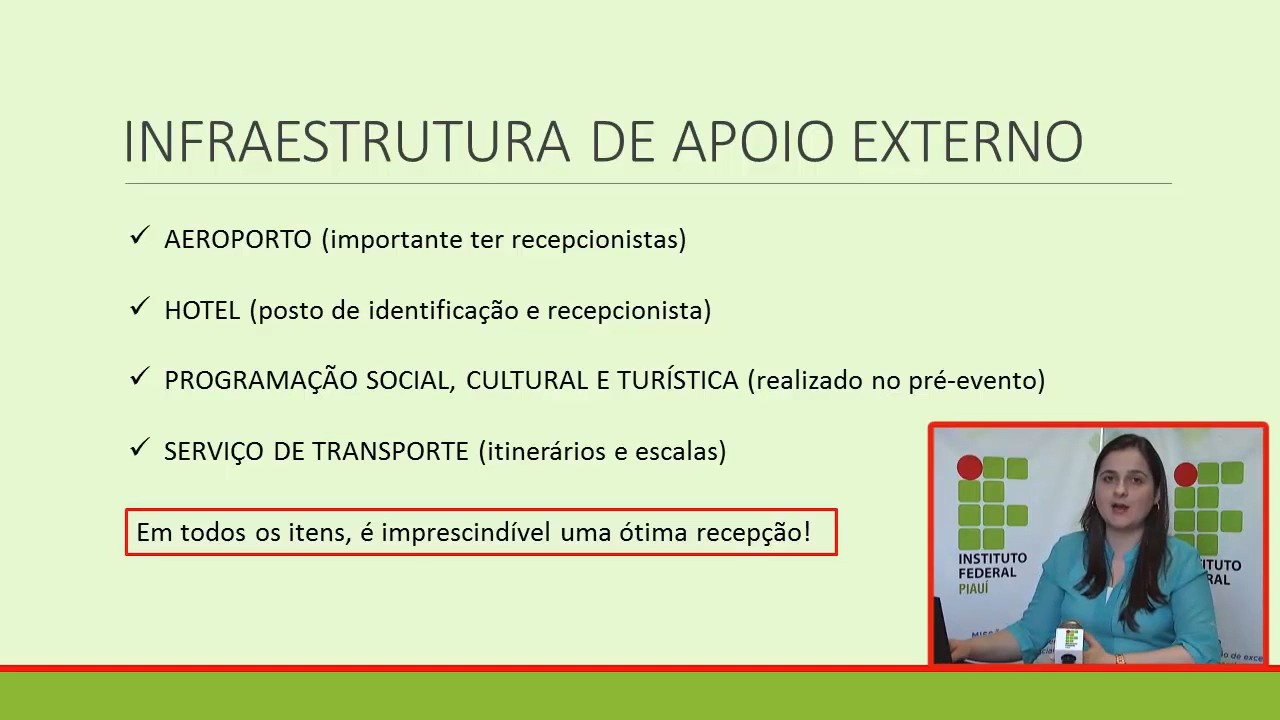 INFRAESTRUTURA DE APOIO EXTERNO
✓ AEROPORTO (importante ter recepcionistas)
✓ HOTEL (posto de identificação e recepcionista)
✓ PROGRAMAÇÃO SOCIAL, CULTURAL E TURÍSTICA (realizado no pré-evento)
✓ SERVIÇO DE TRANSPORTE (itinerários e escalas)
Em todos os itens, é imprescindível uma ótima recepção!
INSTITUTO
FEDERAL
PIAUÍ